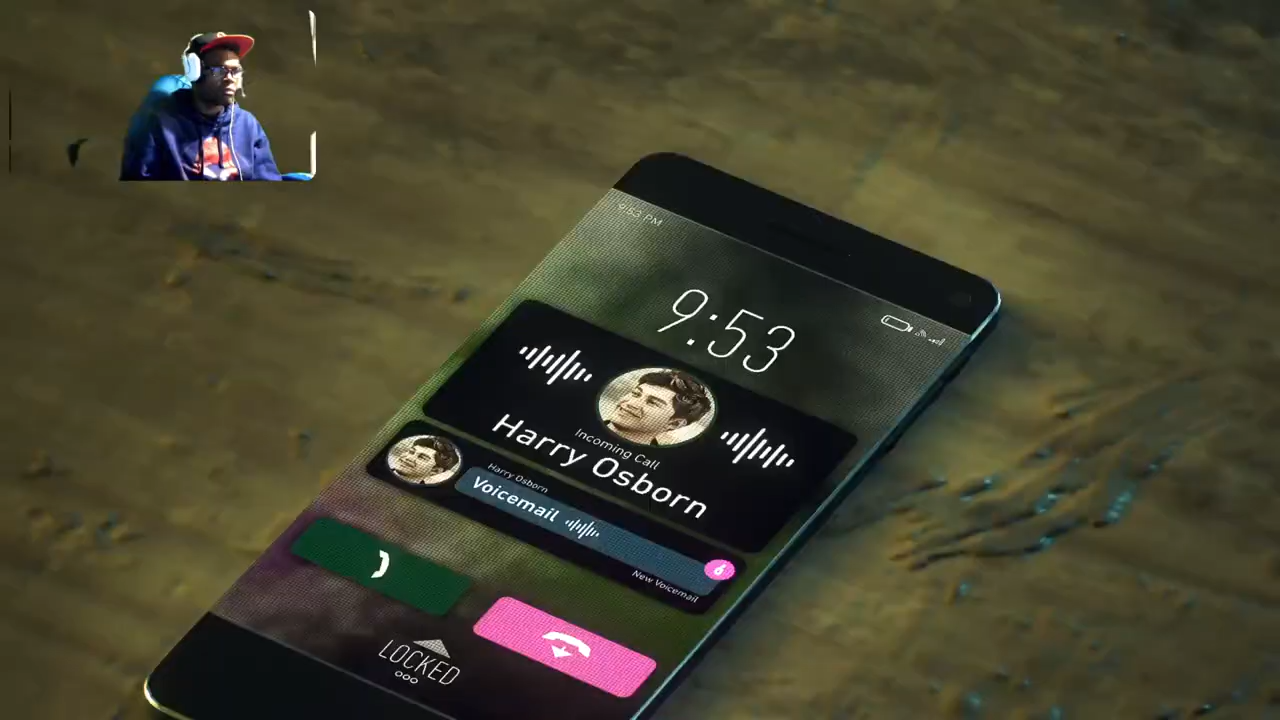 9:53 PM
9:53
Incoming Call
Harry Osborn
Harry Osborn
Voicemail
6
New Voicemail
LOCKED